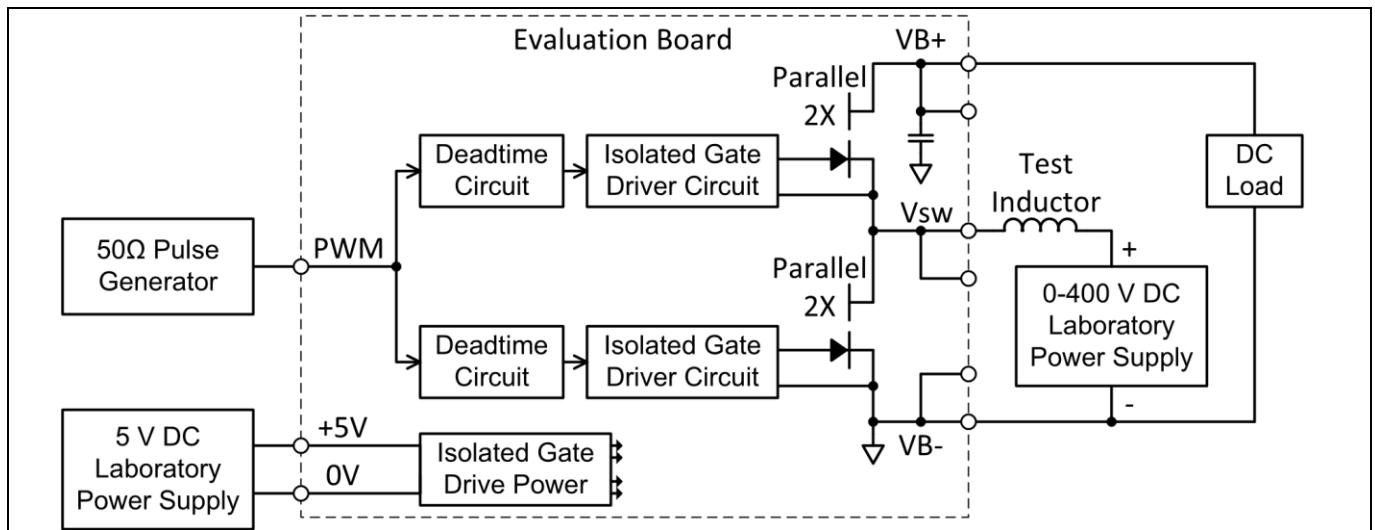 Evaluation Board
VB+
Parallel
2X
Deadtime
Circuit
Isolated Gate
Driver Circuit
Test
Inductor
DC
Load
50Ω Pulse
Generator
PWM
Vsw
+
Parallel
2X
0-400 V DC
Laboratory
Power Supply
-
Deadtime
Circuit
Isolated Gate
Driver Circuit
VB-
5 V DC
Laboratory
Power Supply
+5V
0V
Isolated Gate
Drive Power